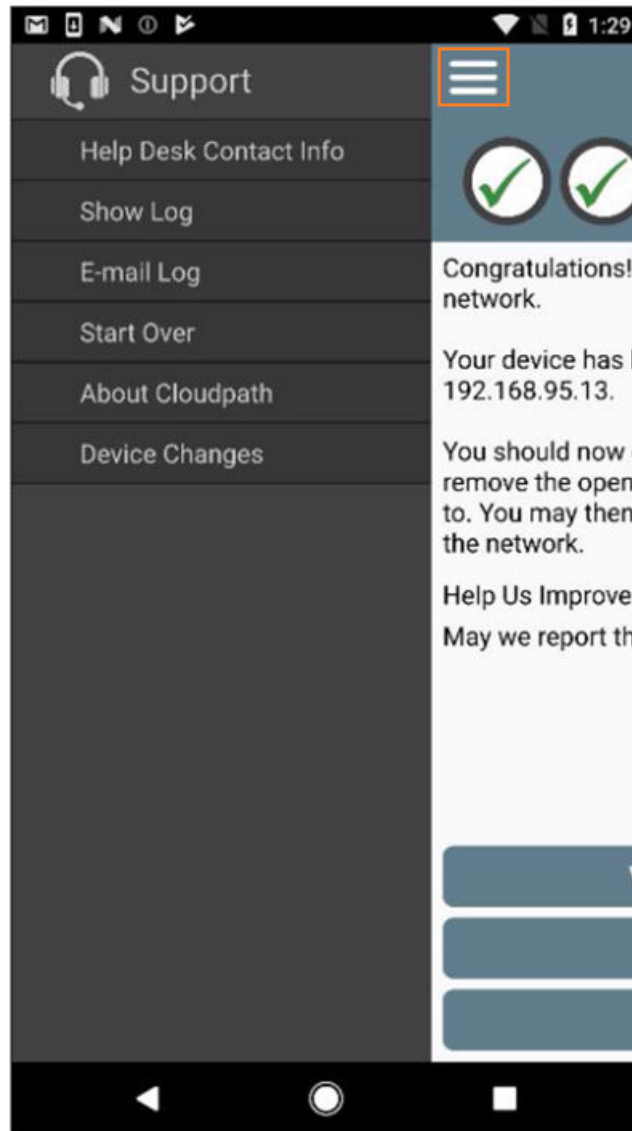 1:29
Support
Help Desk Contact Info
Show Log
E-mail Log
Start Over
About Cloudpath
Device Changes
Congratulations!
network.
Your device has
192.168.95.13.
You should now
remove the open
to. You may then
the network.
Help Us Improve
May we report